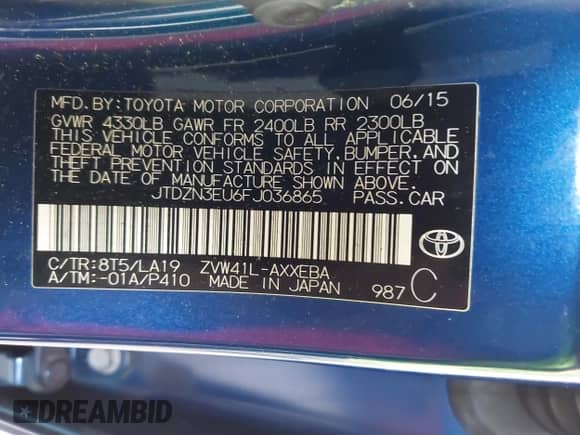 MFD. BY: TOYOTA MOTOR CORPORATION 06/15
GVWR 4330LB GAWR FR 2400LB RR 2300LB
THIS VEHICLE CONFORMS TO ALL APPLICABLE
FEDERAL MOTOR VEHICLE SAFETY, BUMPER, AND
THEFT PREVENTION STANDARDS IN EFFECT ON THE
DATE OF MANUFACTURE SHOWN ABOVE.
JTDZN3EU6FJ036865 PASS. CAR
C/TR: 8T5/LA19 ZVW41L-AXXEBA
A/TM: -01A/P410 MADE IN JAPAN 987 C
TOYOTA
DREAMBID